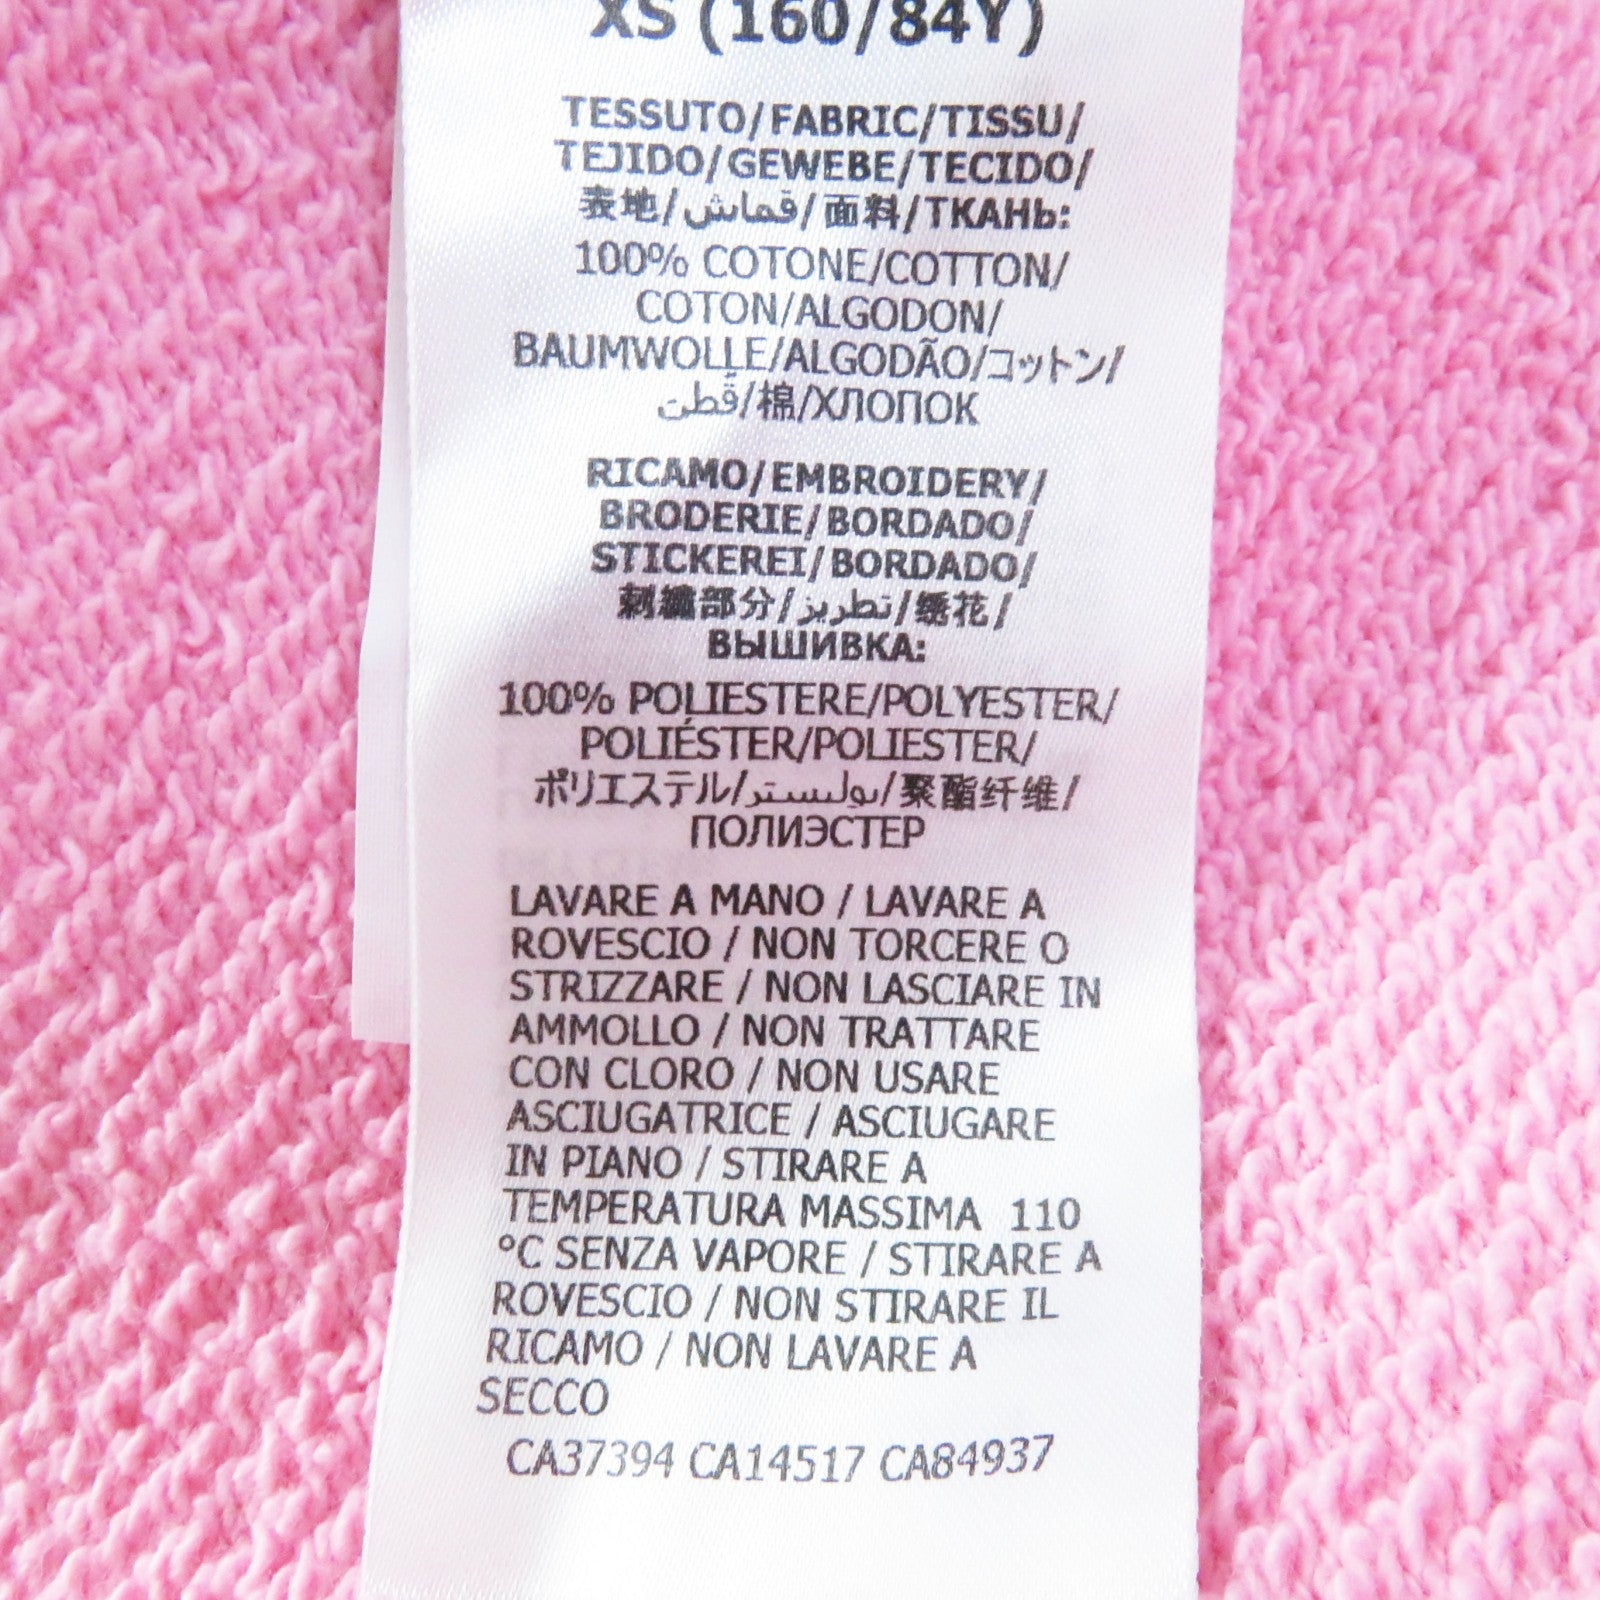 XS (160/84Y)
TESSUTO/FABRIC/TISSU/
TEJIDO/GEWEBE/TECIDO/
表地/قماش/面料/ТКАНЬ:
100% COTONE/COTTON/
COTON/ALGODON/
BAUMWOLLE/ALGODÃO/コットン/
قُطن/棉/ХЛОПОК
RICAMO/EMBROIDERY/
BRODERIE/BORDADO/
STICKEREI/BORDADO/
刺繍部分/تطريز/绣花/
ВЫШИВКА:
100% POLIESTERE/POLYESTER/
POLIÉSTER/POLIESTER/
ポリエステル/بوليستر/聚酯纤维/
ПОЛИЭСТЕР
LAVARE A MANO / LAVARE A
ROVESCIO / NON TORCERE O
STRIZZARE / NON LASCIARE IN
AMMOLLO / NON TRATTARE
CON CLORO / NON USARE
ASCIUGATRICE / ASCIUGARE
IN PIANO / STIRARE A
TEMPERATURA MASSIMA 110
°C SENZA VAPORE / STIRARE A
ROVESCIO / NON STIRARE IL
RICAMO / NON LAVARE A
SECCO
CA37394 CA14517 CA84937